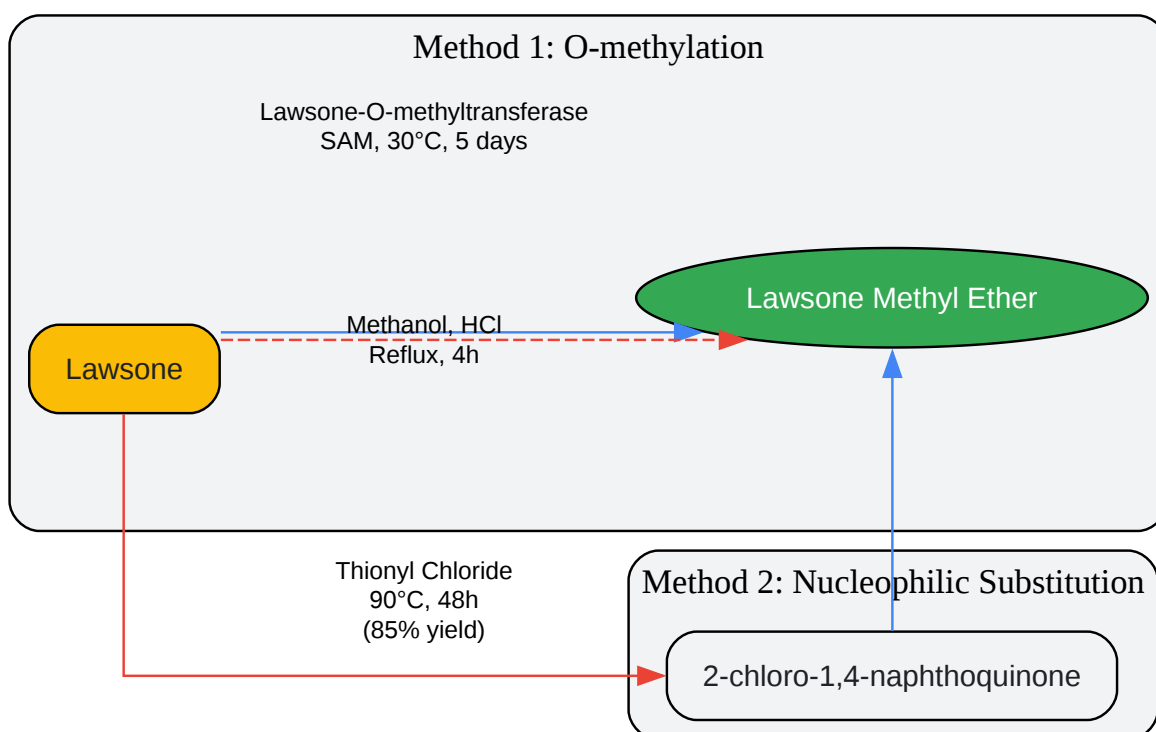 Method 1: O-methylation
Lawsone-O-methyltransferase
SAM, 30°C, 5 days
Lawsone Methyl Ether
Methanol, HCl
Reflux, 4h
Lawsone
Thionyl Chloride
90°C, 48h
(85% yield)
Method 2: Nucleophilic Substitution
2-chloro-1,4-naphthoquinone